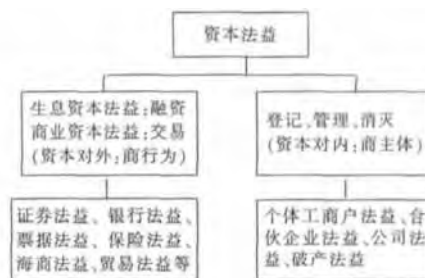 资本法益
生息资本法益:融资
商业资本法益:交易
(资本对外:商行为)
登记、管理、消灭
(资本对内:商主体)
证券法益、银行法益、
票据法益、保险法益、
海商法益、贸易法益等
个体工商户法益、合
伙企业法益、公司法
益、破产法益